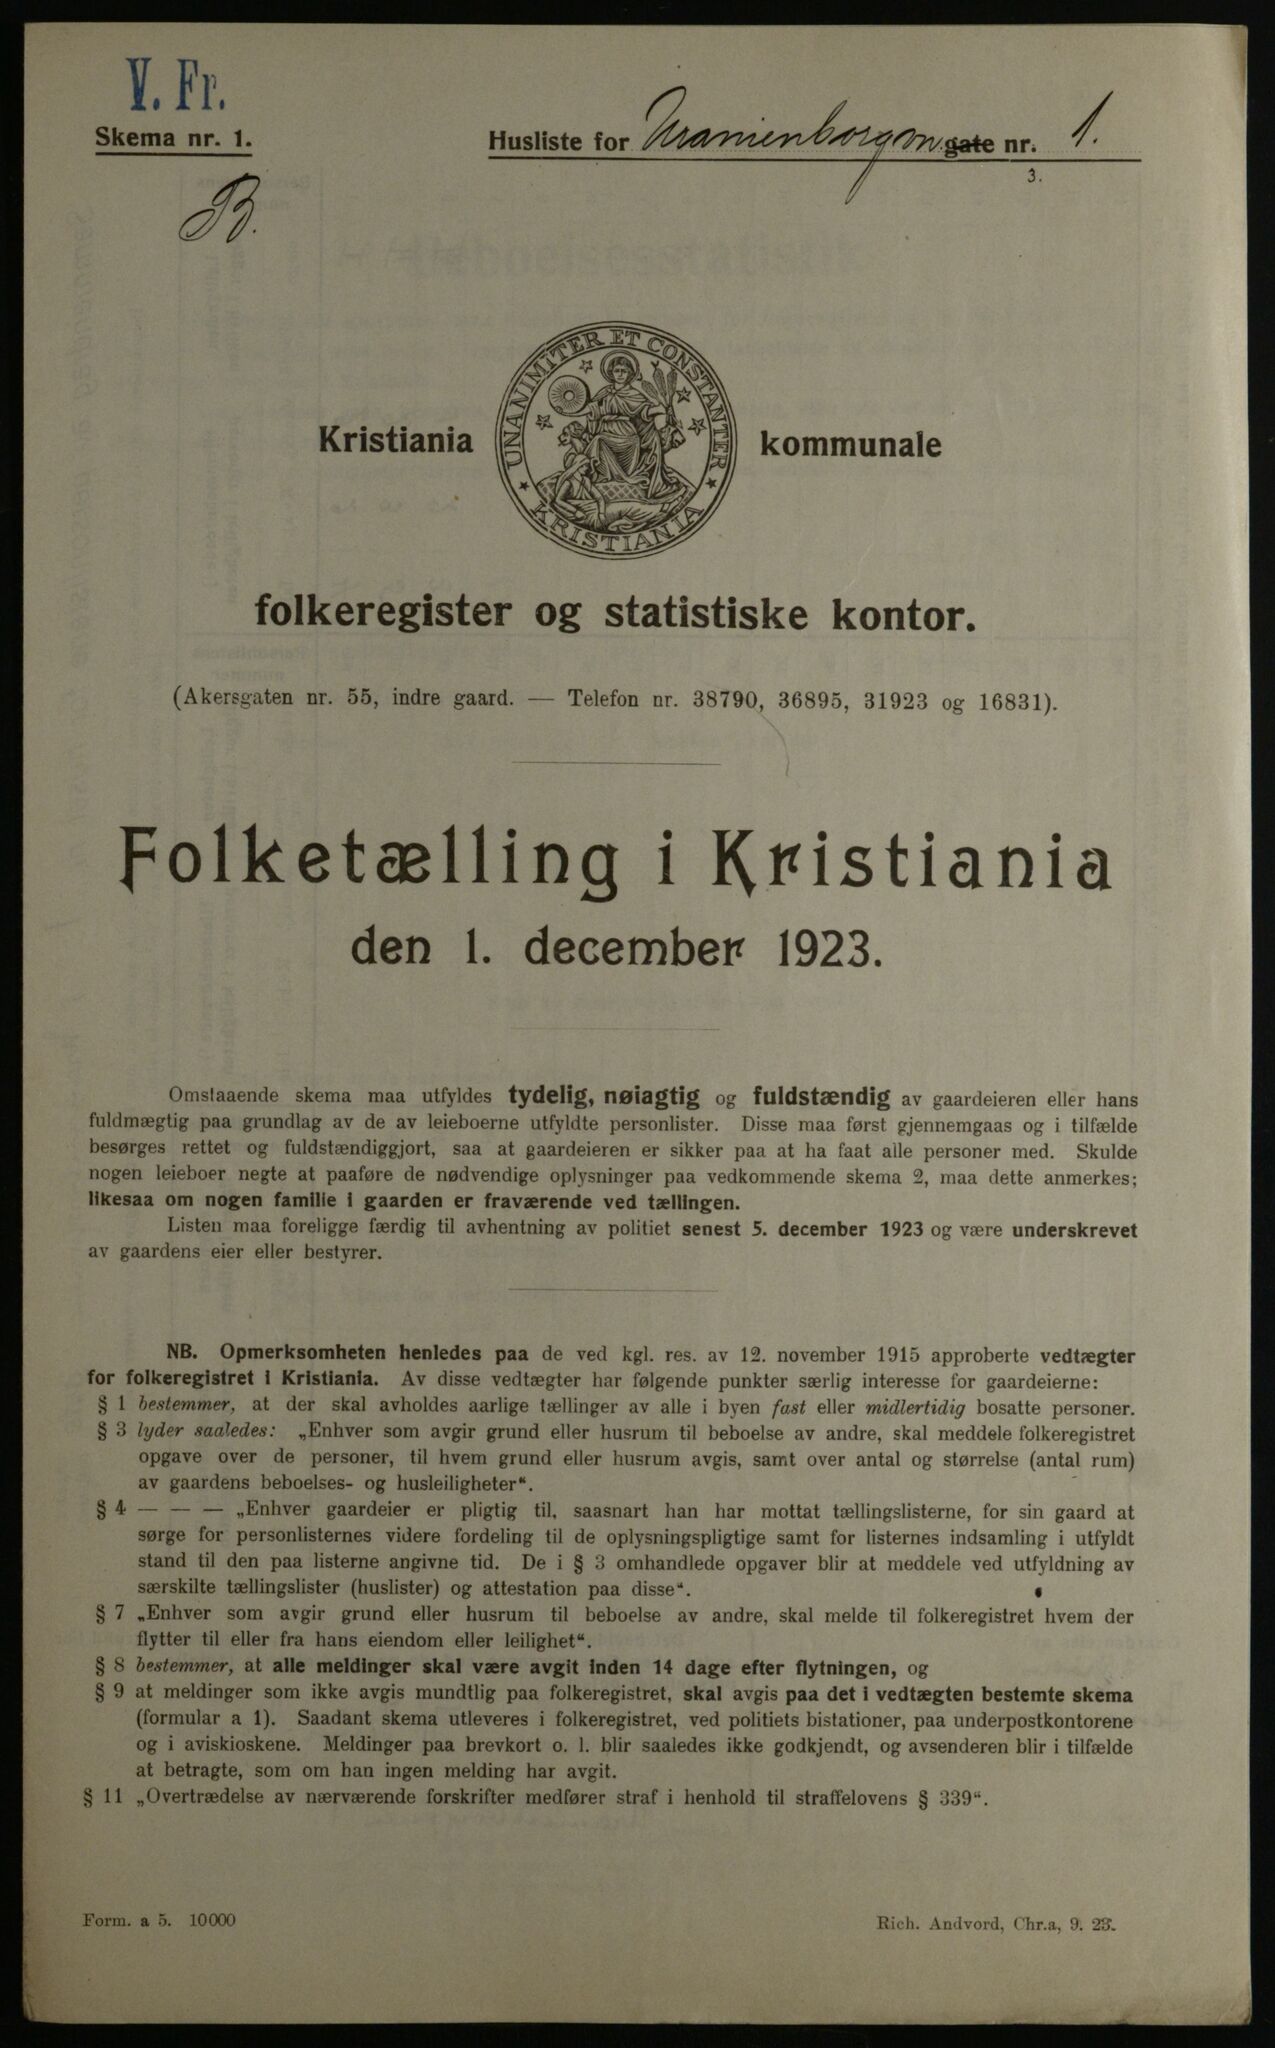 V. Fr.
Skema nr. 1.
Husliste for Uranienborgvn. gate nr. 1.
3.
B.
UNANIMITER ET CONSTANTER
KRISTIANIA
Kristiania kommunale
folkeregister og statistiske kontor.
(Akersgaten nr. 55, indre gaard. — Telefon nr. 38790, 36895, 31923 og 16831).
Folketælling i Kristiania
den 1. december 1923.
Omstaaende skema maa utfyldes tydelig, nøiagtig og fuldstændig av gaardeieren eller hans
fuldmægtig paa grundlag av de av leieboerne utfyldte personlister. Disse maa først gjennemgaas og i tilfælde
besørges rettet og fuldstændiggjort, saa at gaardeieren er sikker paa at ha faat alle personer med. Skulde
nogen leieboer negte at paaføre de nødvendige oplysninger paa vedkommende skema 2, maa dette anmerkes;
likesaa om nogen familie i gaarden er fraværende ved tællingen.
Listen maa foreligge færdig til avhentning av politiet senest 5. december 1923 og være underskrevet
av gaardens eier eller bestyrer.
NB. Opmerksomheten henledes paa de ved kgl. res. av 12. november 1915 approberte vedtægter
for folkeregistret i Kristiania. Av disse vedtægter har følgende punkter særlig interesse for gaardeierne:
§ 1 bestemmer, at der skal avholdes aarlige tællinger av alle i byen fast eller midlertidig bosatte personer.
§ 3 lyder saaledes: „Enhver som avgir grund eller husrum til beboelse av andre, skal meddele folkeregistret
opgave over de personer, til hvem grund eller husrum avgis, samt over antal og størrelse (antal rum)
av gaardens beboelses- og husleiligheter“.
§ 4 — — — „Enhver gaardeier er pligtig til, saasnart han har mottat tællingslisterne, for sin gaard at
sørge for personlisternes videre fordeling til de oplysningspligtige samt for listernes indsamling i utfyldt
stand til den paa listerne angivne tid. De i § 3 omhandlede opgaver blir at meddele ved utfyldning av
særskilte tællingslister (huslister) og attestation paa disse“.
§ 7 „Enhver som avgir grund eller husrum til beboelse av andre, skal melde til folkeregistret hvem der
flytter til eller fra hans eiendom eller leilighet“.
§ 8 bestemmer, at alle meldinger skal være avgit inden 14 dage efter flytningen, og
§ 9 at meldinger som ikke avgis mundtlig paa folkeregistret, skal avgis paa det i vedtægten bestemte skema
(formular a 1). Saadant skema utleveres i folkeregistret, ved politiets bistationer, paa underpostkontorene
og i aviskioskene. Meldinger paa brevkort o. l. blir saaledes ikke godkjendt, og avsenderen blir i tilfælde
at betragte, som om han ingen melding har avgit.
§ 11 „Overtrædelse av nærværende forskrifter medfører straf i henhold til straffelovens § 339“.
Form. a 5. 10000
Rich. Andvord, Chr.a, 9. 23.